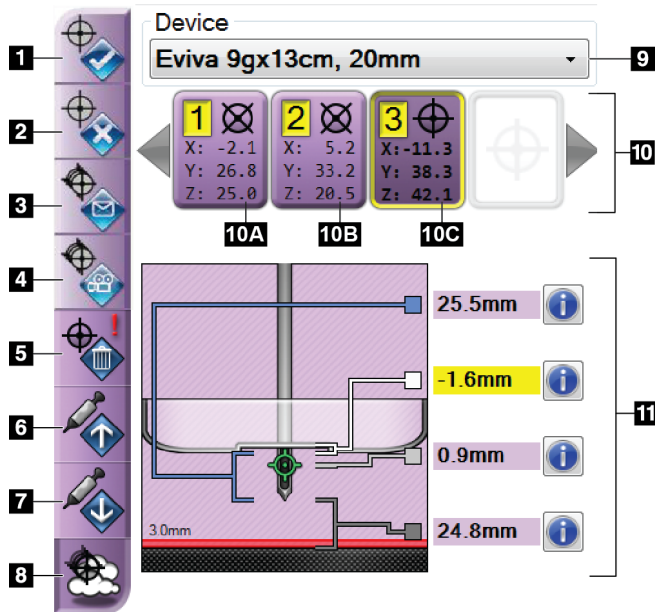 Device
1
Eviva 9gx13cm, 20mm
9
2
3
4
5
6
7
8
1
X: -2.1
Y: 26.8
Z: 25.0
2
X: 5.2
Y: 33.2
Z: 20.5
3
X:-11.3
Y: 38.3
Z: 42.1
10
10A
10B
10C
!
25.5mm
i
-1.6mm
i
0.9mm
i
24.8mm
i
3.0mm
11